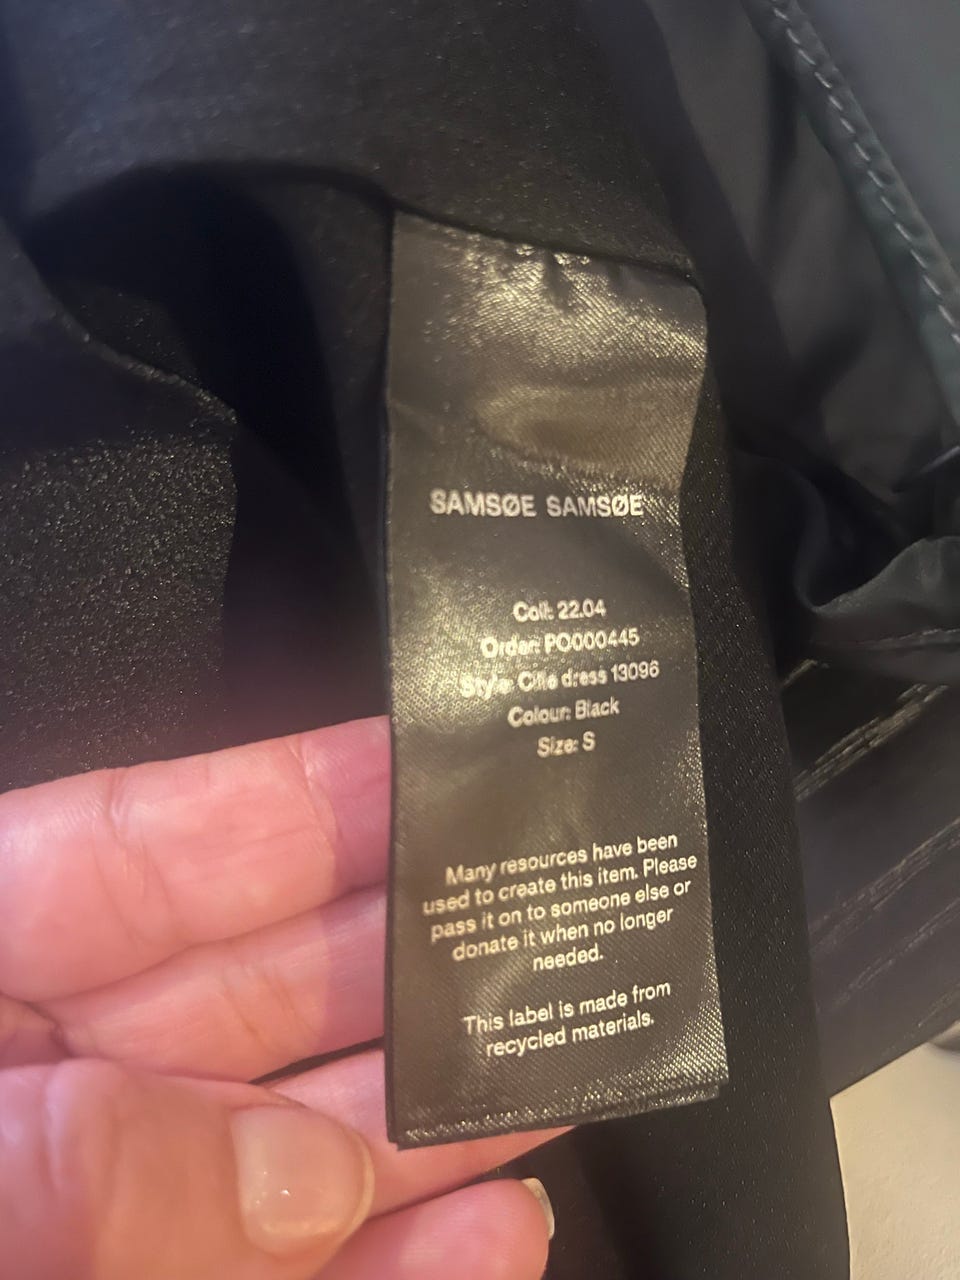 SAMSØE SAMSØE
Coll: 22.04
Order: PO000445
Style: Cille dress 13096
Colour: Black
Size: S
Many resources have been
used to create this item. Please
pass it on to someone else or
donate it when no longer
needed.
This label is made from
recycled materials.